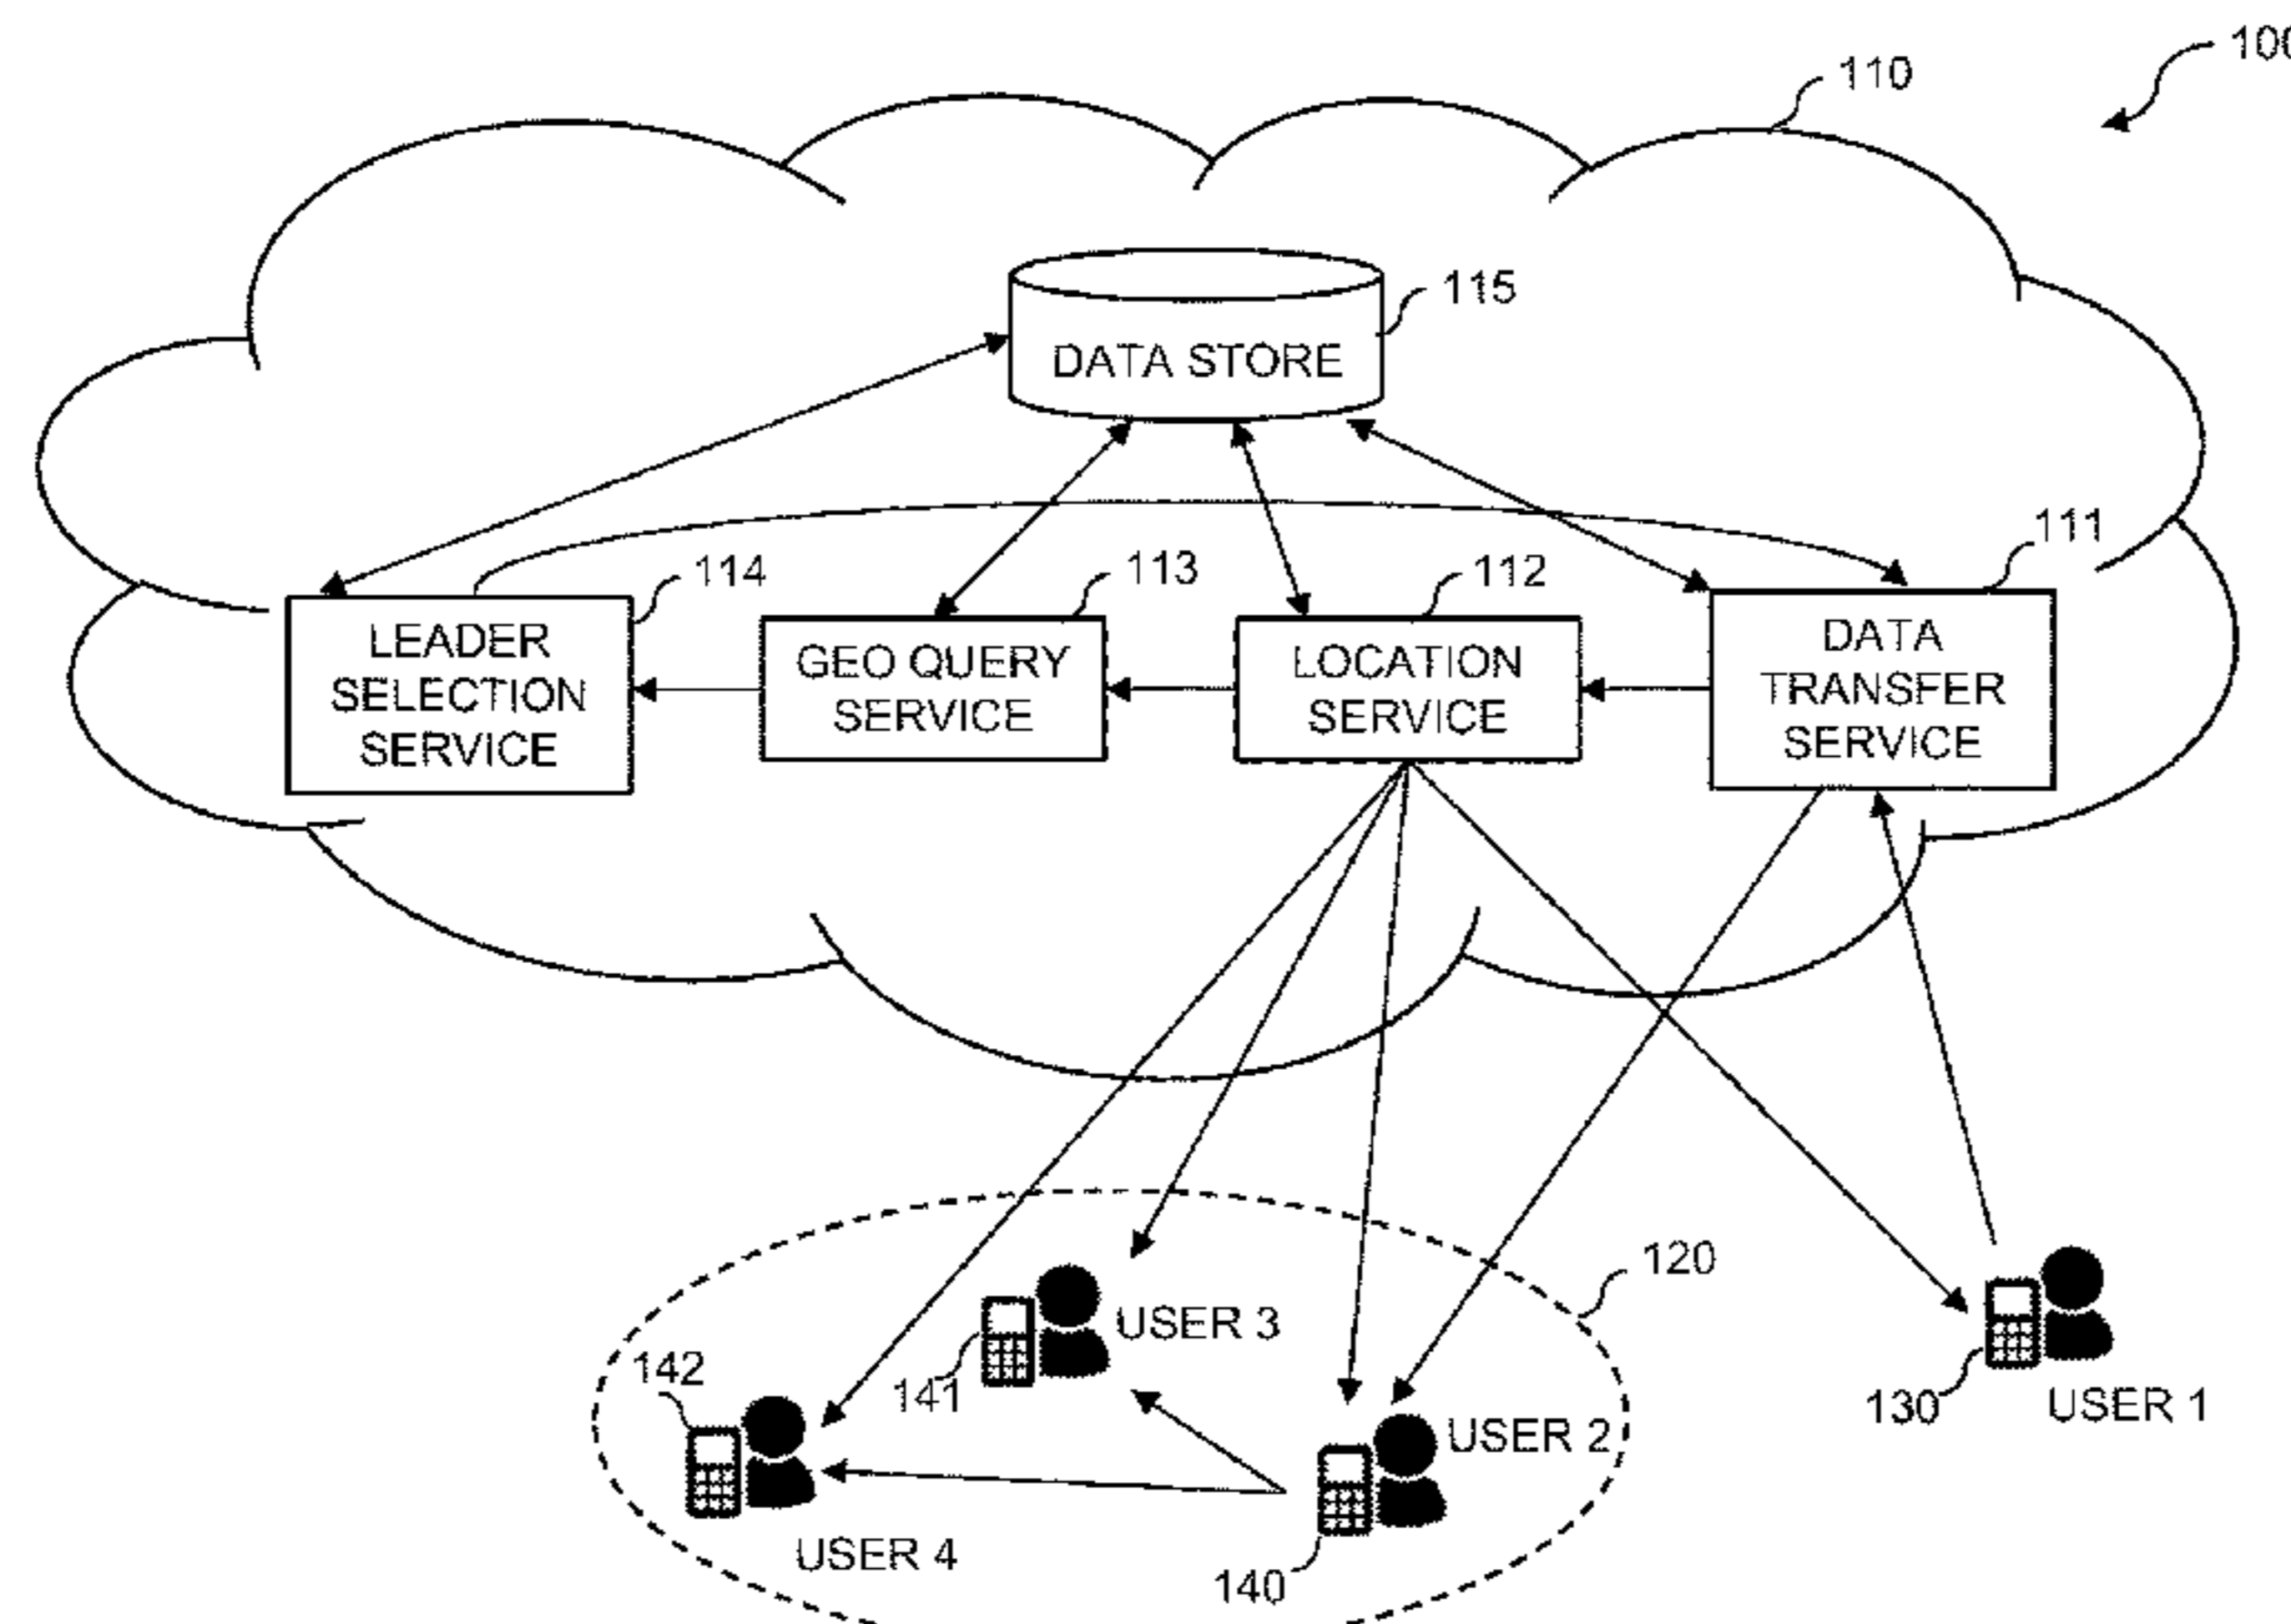 100
110
115
DATA STORE
114
113
112
111
LEADER
SELECTION
SERVICE
GEO QUERY
SERVICE
LOCATION
SERVICE
DATA
TRANSFER
SERVICE
120
USER 3
141
142
USER 4
USER 2
140
130
USER 1